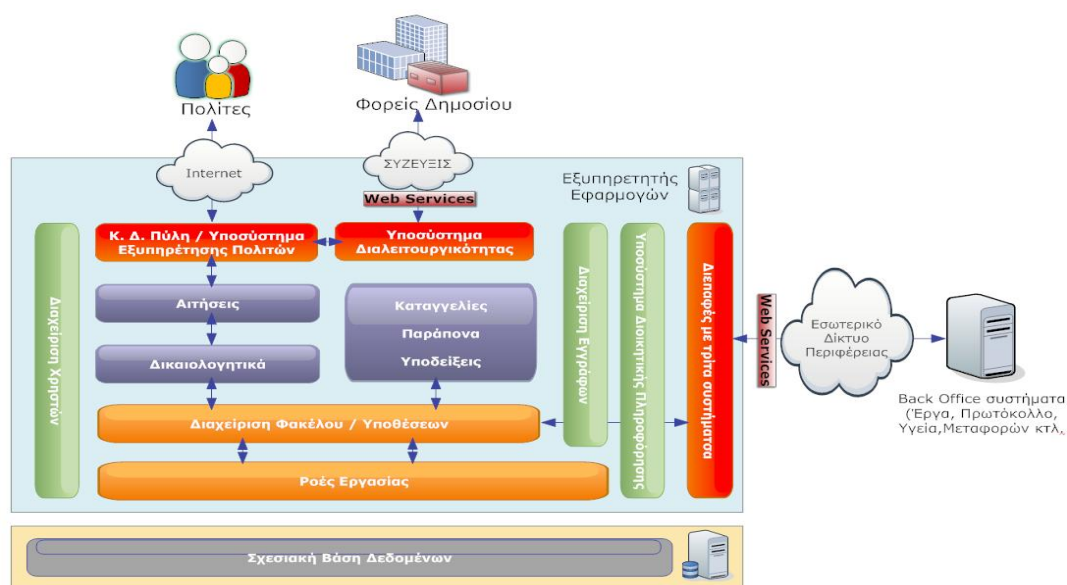 Πολίτες
Φορείς Δημοσίου
Internet
ΣΥΖΕΥΞΙΣ
Web Services
Εξυπηρετητής
Εφαρμογών
Διαχείριση Χρηστών
Κ. Δ. Πύλη / Υποσύστημα
Εξυπηρέτησης Πολιτών
Υποσύστημα
Διαλειτουργικότητας
Αιτήσεις
Δικαιολογητικά
Καταγγελίες
Παράπονα
Υποδείξεις
Διαχείριση Φακέλου / Υποθέσεων
Ροές Εργασίας
Διαχείριση Εγγράφων
Υποσύστημα Διοικητικής Πληροφόρησης
Διεπαφές με τρίτα συστήματσα
Web Services
Εσωτερικό
Δίκτυο
Περιφέρειας
Back Office συστήματα
(Έργα, Πρωτόκολλο,
Υγεία,Μεταφορών κτλ,
Σχεσιακή Βάση Δεδομένων